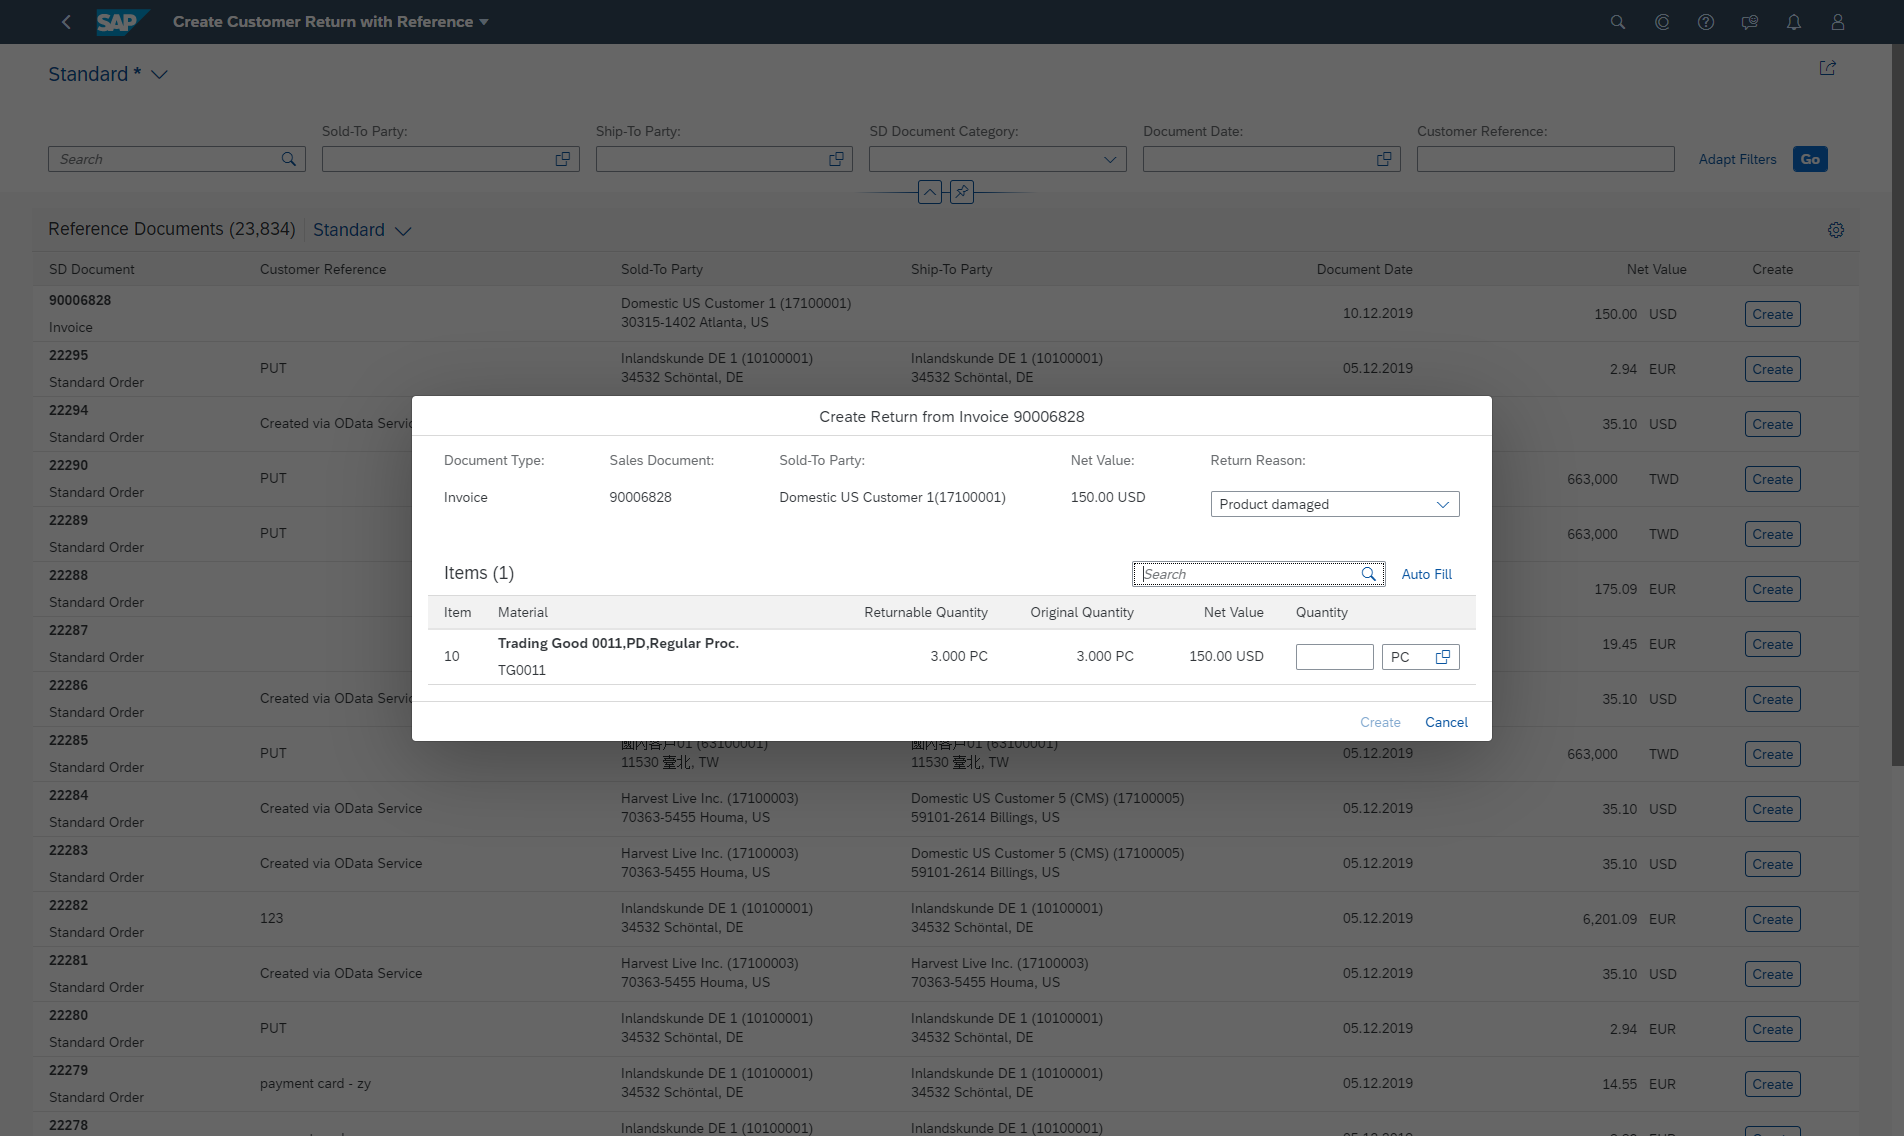 SAP Create Customer Return with Reference
Standard *
Sold-To Party: Ship-To Party: SD Document Category: Document Date: Customer Reference:
Search Adapt Filters Go
Reference Documents (23,834) Standard
SD Document Customer Reference Sold-To Party Ship-To Party Document Date Net Value Create
90006828
Invoice
Domestic US Customer 1 (17100001)
30315-1402 Atlanta, US
10.12.2019 150.00 USD Create
22295
Standard Order
PUT
Inlandskunde DE 1 (10100001)
34532 Schöntal, DE
Inlandskunde DE 1 (10100001)
34532 Schöntal, DE
05.12.2019 2.94 EUR Create
22294
Standard Order
Created via OData
35.10 USD Create
22290
Standard Order
PUT
663,000 TWD Create
22289
Standard Order
PUT
663,000 TWD Create
22288
Standard Order
175.09 EUR Create
22287
Standard Order
19.45 EUR Create
22286
Standard Order
Created via OData
35.10 USD Create
Create Return from Invoice 90006828
Document Type: Sales Document: Sold-To Party: Net Value: Return Reason:
Invoice 90006828 Domestic US Customer 1(17100001) 150.00 USD Product damaged
Items (1) Search Auto Fill
Item Material Returnable Quantity Original Quantity Net Value Quantity
10
Trading Good 0011,PD,Regular Proc.
TG0011
3.000 PC 3.000 PC 150.00 USD PC
Create Cancel
22285
Standard Order
PUT
國內客戶01 (63100001)
11530 臺北, TW
國內客戶01 (63100001)
11530 臺北, TW
05.12.2019 663,000 TWD Create
22284
Standard Order
Created via OData Service
Harvest Live Inc. (17100003)
70363-5455 Houma, US
Domestic US Customer 5 (CMS) (17100005)
59101-2614 Billings, US
05.12.2019 35.10 USD Create
22283
Standard Order
Created via OData Service
Harvest Live Inc. (17100003)
70363-5455 Houma, US
Domestic US Customer 5 (CMS) (17100005)
59101-2614 Billings, US
05.12.2019 35.10 USD Create
22282
Standard Order
123
Inlandskunde DE 1 (10100001)
34532 Schöntal, DE
Inlandskunde DE 1 (10100001)
34532 Schöntal, DE
05.12.2019 6,201.09 EUR Create
22281
Standard Order
Created via OData Service
Harvest Live Inc. (17100003)
70363-5455 Houma, US
Harvest Live Inc. (17100003)
70363-5455 Houma, US
05.12.2019 35.10 USD Create
22280
Standard Order
PUT
Inlandskunde DE 1 (10100001)
34532 Schöntal, DE
Inlandskunde DE 1 (10100001)
34532 Schöntal, DE
05.12.2019 2.94 EUR Create
22279
Standard Order
payment card - zy
Inlandskunde DE 1 (10100001)
34532 Schöntal, DE
Inlandskunde DE 1 (10100001)
34532 Schöntal, DE
05.12.2019 14.55 EUR Create
22278
Inlandskunde DE 1 (10100001)
Inlandskunde DE 1 (10100001)